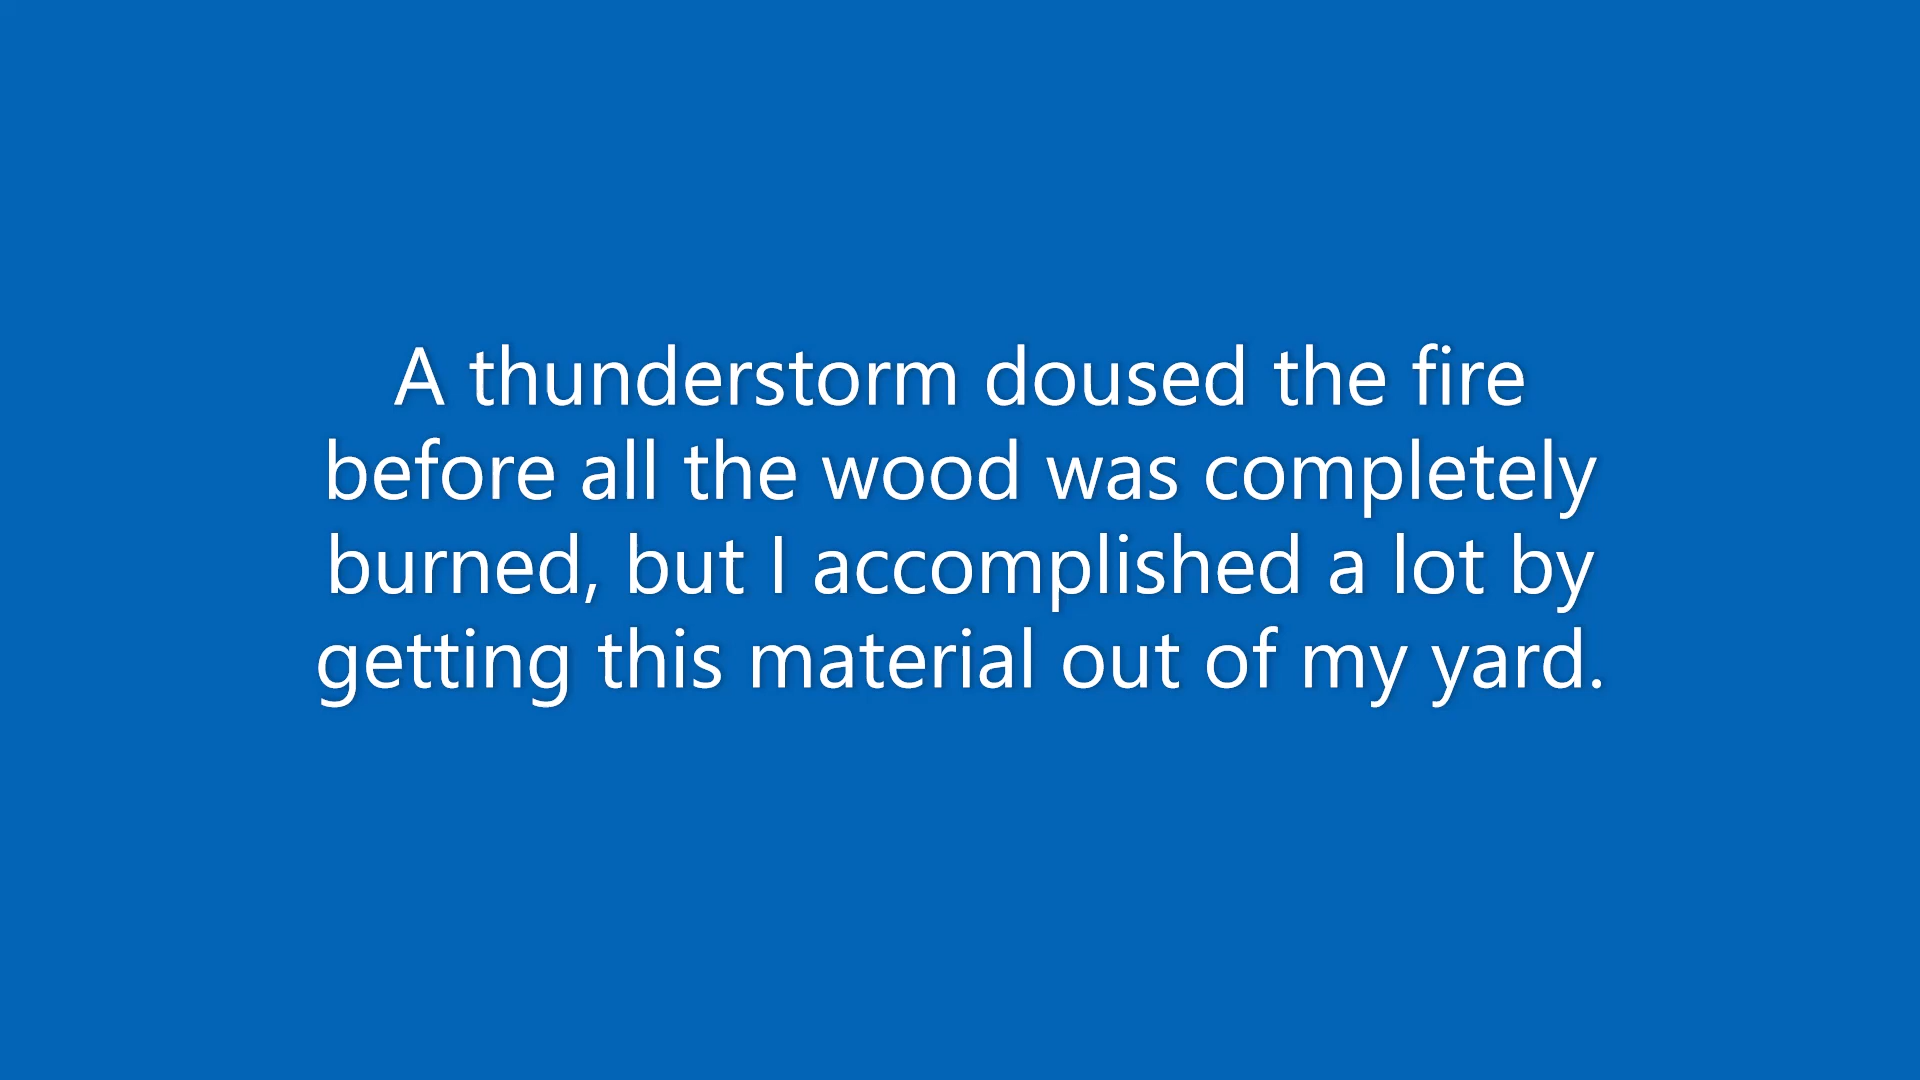 A thunderstorm doused the fire
before all the wood was completely
burned, but I accomplished a lot by
getting this material out of my yard.